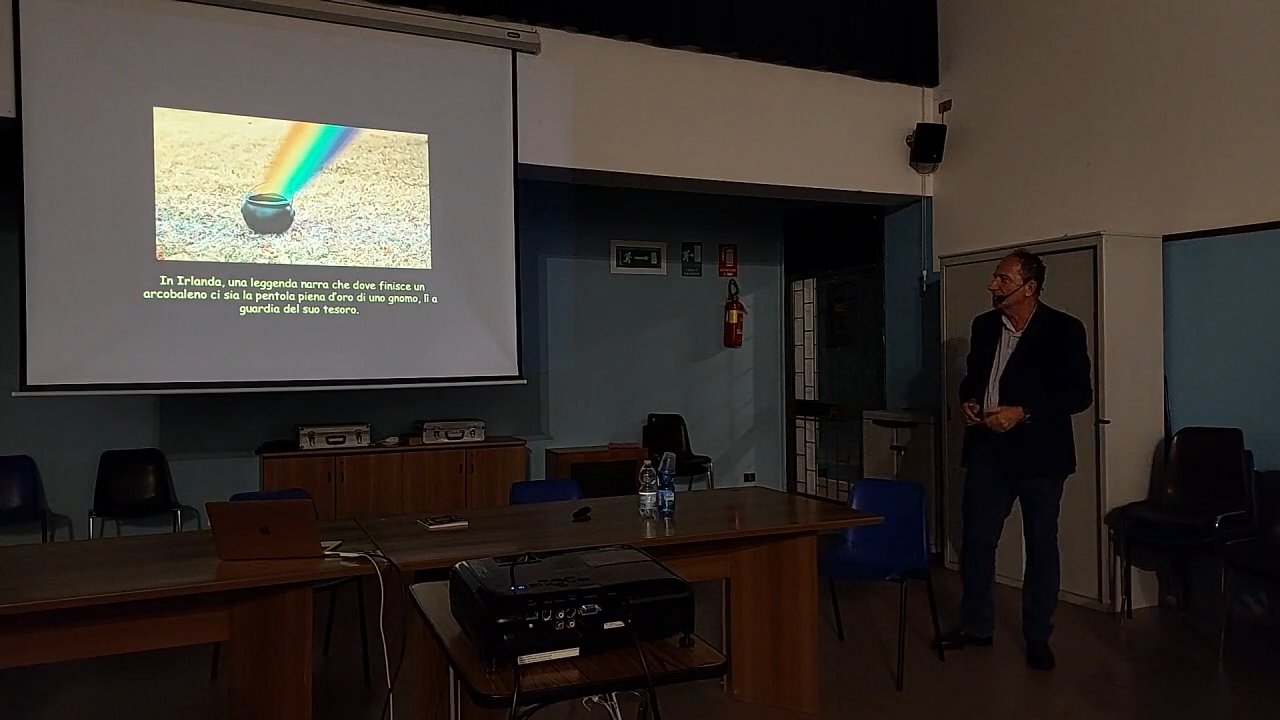 In Irlanda, una leggenda narra che dove finisce un
arcobaleno ci sia la pentola piena d'oro di uno gnomo, lì a
guardia del suo tesoro.